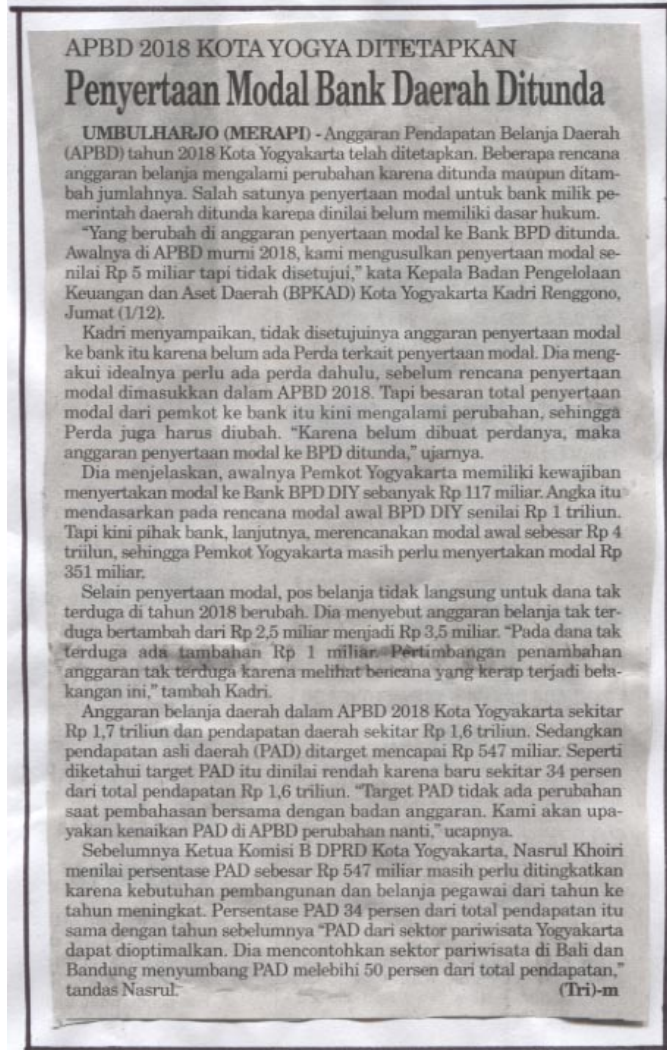 APBD 2018 KOTA YOGYA DITETAPKAN
Penyertaan Modal Bank Daerah Ditunda
UMBULHARJO (MERAPI) - Anggaran Pendapatan Belanja Daerah
(APBD) tahun 2018 Kota Yogyakarta telah ditetapkan. Beberapa rencana
anggaran belanja mengalami perubahan karena ditunda maupun ditam-
bah jumlahnya. Salah satunya penyertaan modal untuk bank milik pe-
merintah daerah ditunda karena dinilai belum memiliki dasar hukum.
"Yang berubah di anggaran penyertaan modal ke Bank BPD ditunda.
Awalnya di APBD murni 2018, kami mengusulkan penyertaan modal se-
nilai Rp 5 miliar tapi tidak disetujui," kata Kepala Badan Pengelolaan
Keuangan dan Aset Daerah (BPKAD) Kota Yogyakarta Kadri Renggono,
Jumat (1/12).
Kadri menyampaikan, tidak disetujuinya anggaran penyertaan modal
ke bank itu karena belum ada Perda terkait penyertaan modal. Dia meng-
akui idealnya perlu ada perda dahulu, sebelum rencana penyertaan
modal dimasukkan dalam APBD 2018. Tapi besaran total penyertaan
modal dari pemkot ke bank itu kini mengalami perubahan, sehingga
Perda juga harus diubah. "Karena belum dibuat perdanya, maka
anggaran penyertaan modal ke BPD ditunda," ujarnya.
Dia menjelaskan, awalnya Pemkot Yogyakarta memiliki kewajiban
menyertakan modal ke Bank BPD DIY sebanyak Rp 117 miliar. Angka itu
mendasarkan pada rencana modal awal BPD DIY senilai Rp 1 triliun.
Tapi kini pihak bank, lanjutnya, merencanakan modal awal sebesar Rp 4
triilun, sehingga Pemkot Yogyakarta masih perlu menyertakan modal Rp
351 miliar.
Selain penyertaan modal, pos belanja tidak langsung untuk dana tak
terduga di tahun 2018 berubah. Dia menyebut anggaran belanja tak ter-
duga bertambah dari Rp 2,5 miliar menjadi Rp 3,5 miliar. "Pada dana tak
terduga ada tambahan Rp 1 miliar. Pertimbangan penambahan
anggaran tak terduga karena melihat bencana yang kerap terjadi bela-
kangan ini," tambah Kadri.
Anggaran belanja daerah dalam APBD 2018 Kota Yogyakarta sekitar
Rp 1,7 triliun dan pendapatan daerah sekitar Rp 1,6 triliun. Sedangkan
pendapatan asli daerah (PAD) ditarget mencapai Rp 547 miliar. Seperti
diketahui target PAD itu dinilai rendah karena baru sekitar 34 persen
dari total pendapatan Rp 1,6 triliun. "Target PAD tidak ada perubahan
saat pembahasan bersama dengan badan anggaran. Kami akan upa-
yakan kenaikan PAD di APBD perubahan nanti," ucapnya.
Sebelumnya Ketua Komisi B DPRD Kota Yogyakarta, Nasrul Khoiri
menilai persentase PAD sebesar Rp 547 miliar masih perlu ditingkatkan
karena kebutuhan pembangunan dan belanja pegawai dari tahun ke
tahun meningkat. Persentase PAD 34 persen dari total pendapatan itu
sama dengan tahun sebelumnya "PAD dari sektor pariwisata Yogyakarta
dapat dioptimalkan. Dia mencontohkan sektor pariwisata di Bali dan
Bandung menyumbang PAD melebihi 50 persen dari total pendapatan,"
tandas Nasrul. (Tri)-m